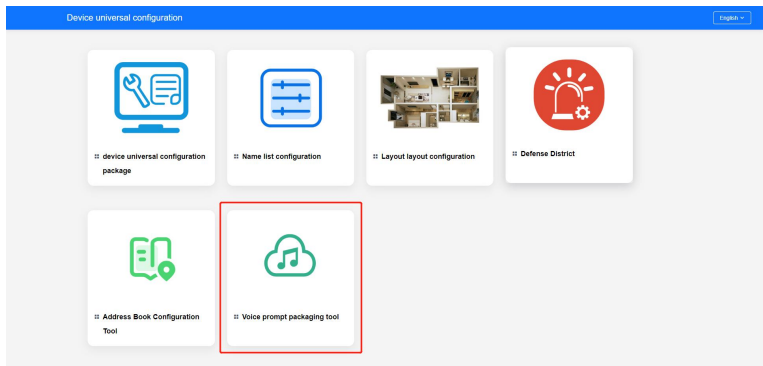 Device universal configuration
English
device universal configuration
package
Name list configuration
Layout layout configuration
Defense District
Address Book Configuration
Tool
Voice prompt packaging tool